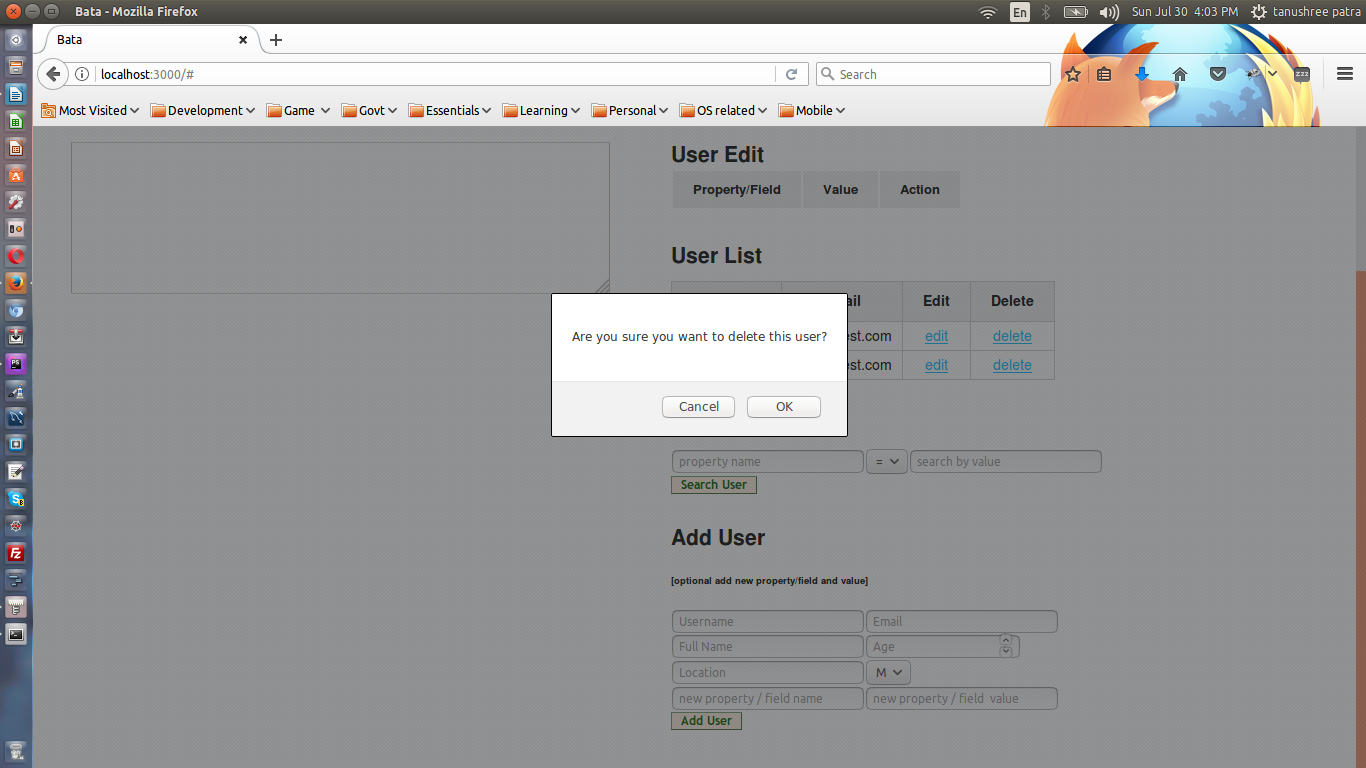 Bata - Mozilla Firefox
En
Sun Jul 30 4:03 PM
tanushree patra
Bata
localhost:3000/#
Search
Most Visited
Development
Game
Govt
Essentials
Learning
Personal
OS related
Mobile
User Edit
Property/Field Value Action
User List
ail Edit Delete
est.com edit delete
est.com edit delete
Are you sure you want to delete this user?
Cancel OK
property name = search by value
Search User
Add User
[optional add new property/field and value]
Username Email
Full Name Age
Location M
new property / field name new property / field value
Add User